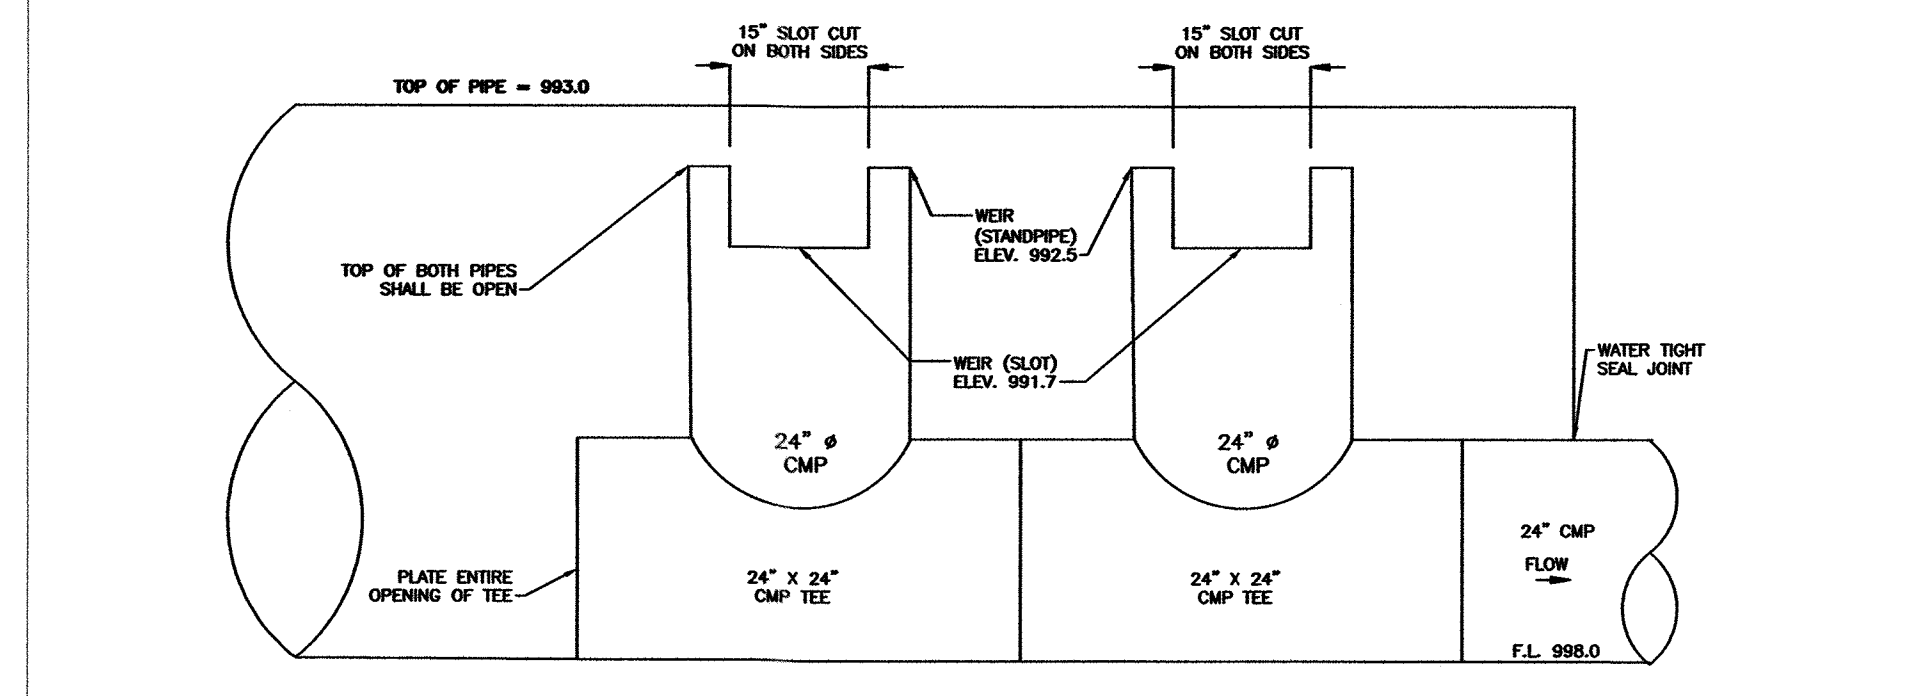 15" SLOT CUT
ON BOTH SIDES
15" SLOT CUT
ON BOTH SIDES
TOP OF PIPE = 993.0
WEIR
(STANDPIPE)
ELEV. 992.5
TOP OF BOTH PIPES
SHALL BE OPEN
WEIR (SLOT)
ELEV. 991.7
WATER TIGHT
SEAL JOINT
24" Ø
CMP
24" Ø
CMP
24" CMP
FLOW
PLATE ENTIRE
OPENING OF TEE
24" X 24"
CMP TEE
24" X 24"
CMP TEE
F.L. 998.0